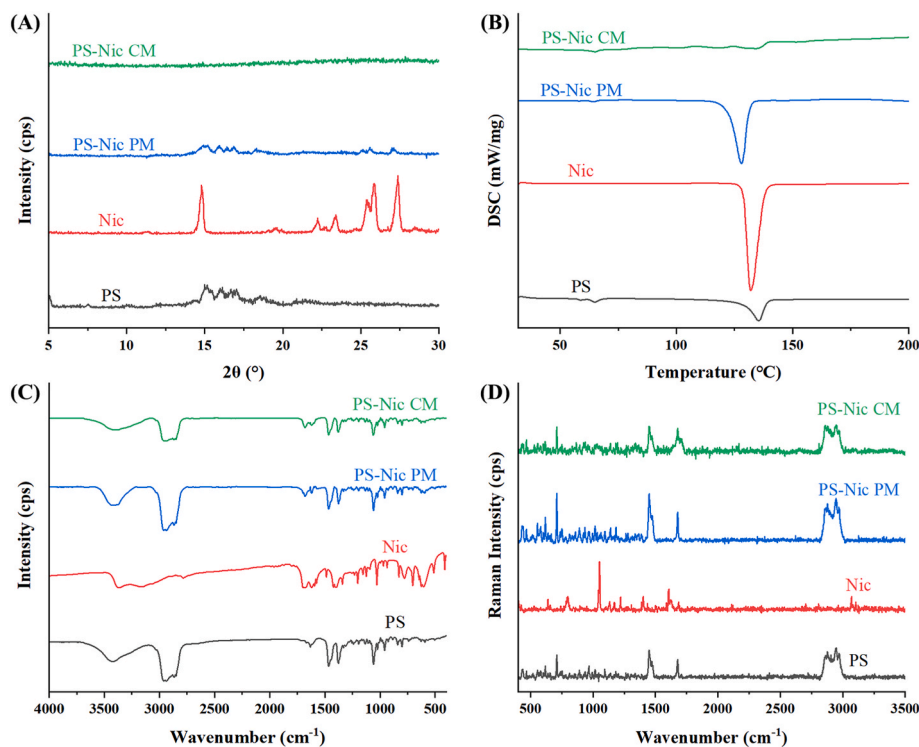 (A)
PS-Nic CM
PS-Nic PM
Nic
PS
Intensity (cps)
5 10 15 20 25 30
2θ (°)
(B)
PS-Nic CM
PS-Nic PM
Nic
PS
DSC (mW/mg)
50 100 150 200
Temperature (°C)
(C)
PS-Nic CM
PS-Nic PM
Nic
PS
Intensity (cps)
4000 3500 3000 2500 2000 1500 1000 500
Wavenumber (cm⁻¹)
(D)
PS-Nic CM
PS-Nic PM
Nic
PS
Raman Intensity (cps)
500 1000 1500 2000 2500 3000 3500
Wavenumber (cm⁻¹)